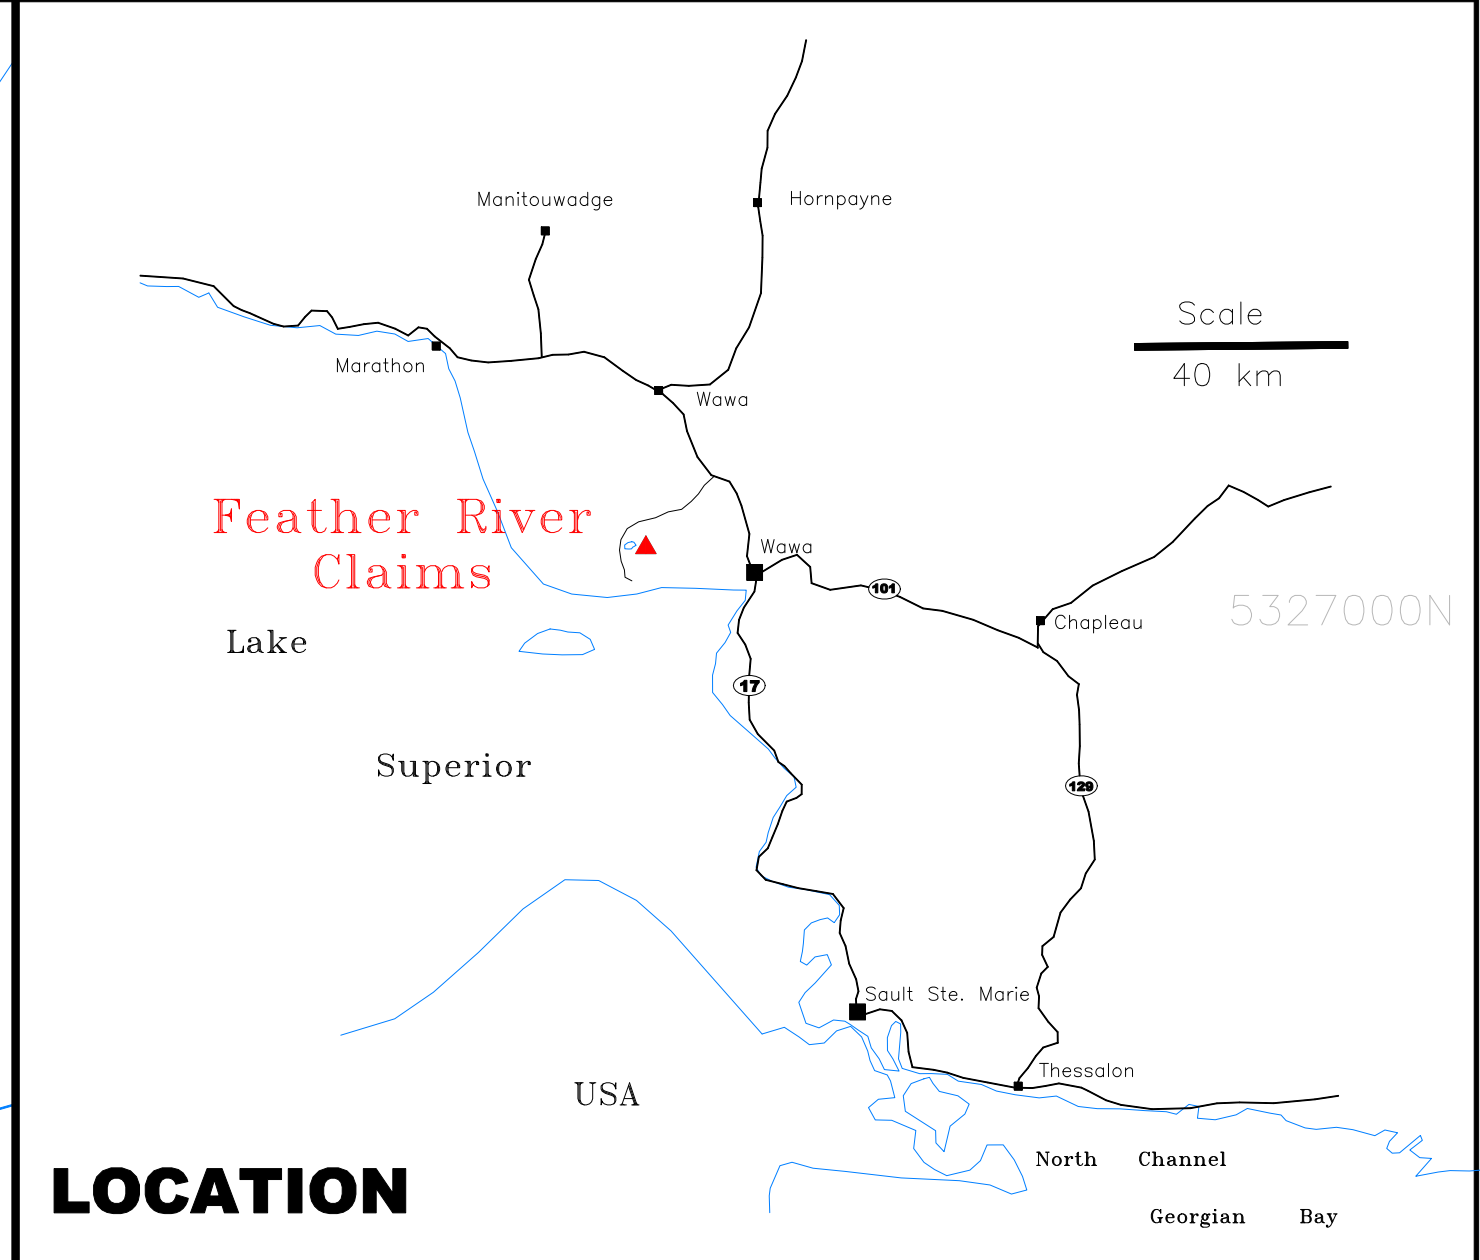 Manitouwadge
Hornpayne
Scale
40 km
Marathon
Wawa
Feather River
Claims
Wawa
101
5327000N
Chapleau
Lake
17
Superior
129
Sault Ste. Marie
Thessalon
USA
North Channel
LOCATION
Georgian Bay